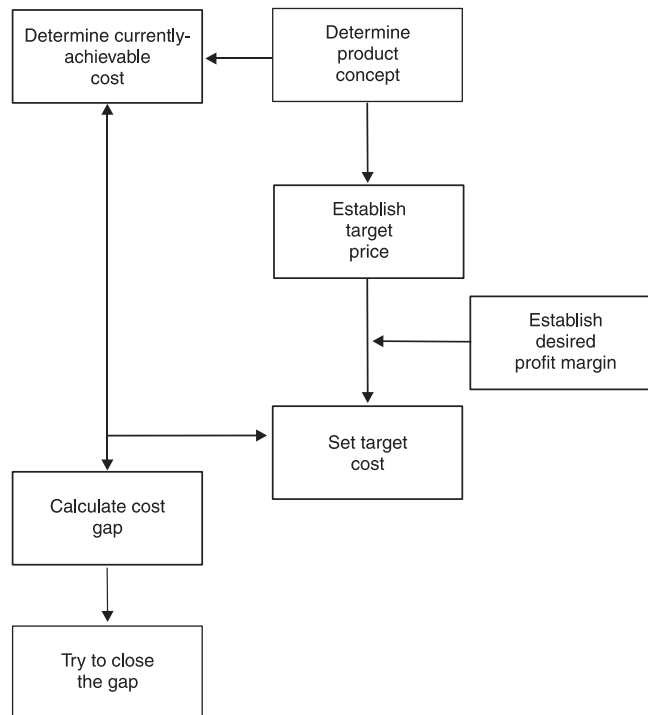 Determine currently-
achievable
cost
Determine
product
concept
Establish
target
price
Establish
desired
profit margin
Set target
cost
Calculate cost
gap
Try to close
the gap